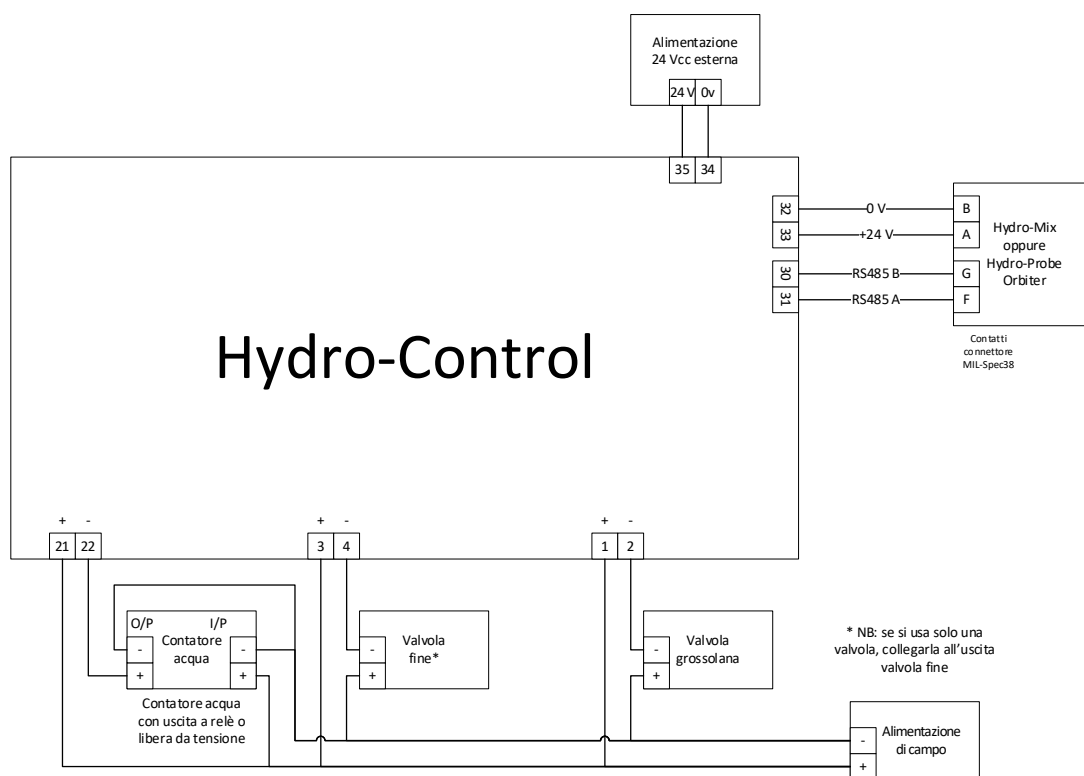 Alimentazione
24 Vcc esterna
24 V 0v
35 34
32
33
30
31
0 V
+24 V
RS485 B
RS485 A
B
A
G
F
Hydro-Mix
oppure
Hydro-Probe
Orbiter
Contatti
connettore
MIL-Spec38
Hydro-Control
+ -
21 22
+ -
3 4
+ -
1 2
O/P I/P
Contatore
acqua
- -
+ +
Contatore acqua
con uscita a relè o
libera da tensione
Valvola
fine*
-
+
Valvola
grossolana
-
+
* NB: se si usa solo una
valvola, collegarla all'uscita
valvola fine
Alimentazione
di campo
-
+